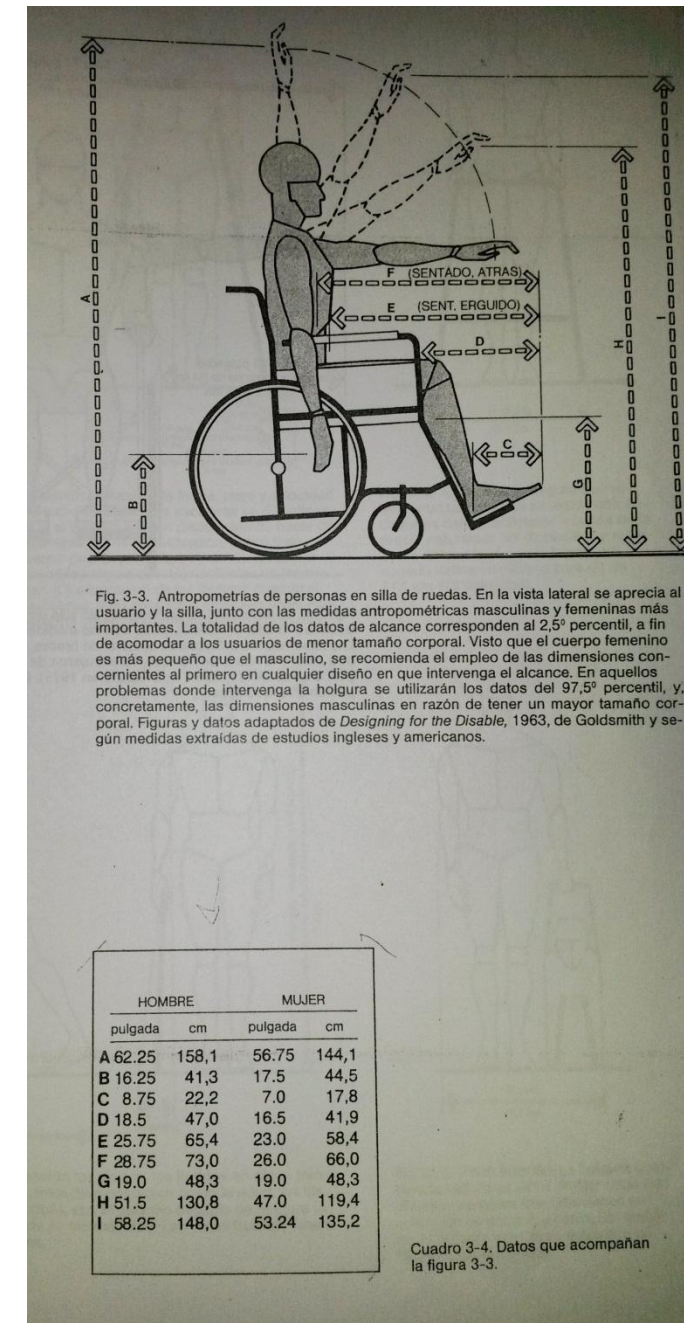 A
F (SENTADO, ATRAS)
E (SENT. ERGUIDO)
D
C
B
G
H
I
Fig. 3-3. Antropometrías de personas en silla de ruedas. En la vista lateral se aprecia al
usuario y la silla, junto con las medidas antropométricas masculinas y femeninas más
importantes. La totalidad de los datos de alcance corresponden al 2,5º percentil, a fin
de acomodar a los usuarios de menor tamaño corporal. Visto que el cuerpo femenino
es más pequeño que el masculino, se recomienda el empleo de las dimensiones con-
cernientes al primero en cualquier diseño en que intervenga el alcance. En aquellos
problemas donde intervenga la holgura se utilizarán los datos del 97,5º percentil, y,
concretamente, las dimensiones masculinas en razón de tener un mayor tamaño cor-
poral. Figuras y datos adaptados de Designing for the Disable, 1963, de Goldsmith y se-
gún medidas extraídas de estudios ingleses y americanos.
HOMBRE MUJER
pulgada cm pulgada cm
A 62.25 158,1 56.75 144,1
B 16.25 41,3 17.5 44,5
C 8.75 22,2 7.0 17,8
D 18.5 47,0 16.5 41,9
E 25.75 65,4 23.0 58,4
F 28.75 73,0 26.0 66,0
G 19.0 48,3 19.0 48,3
H 51.5 130,8 47.0 119,4
I 58.25 148,0 53.24 135,2
Cuadro 3-4. Datos que acompañan
la figura 3-3.